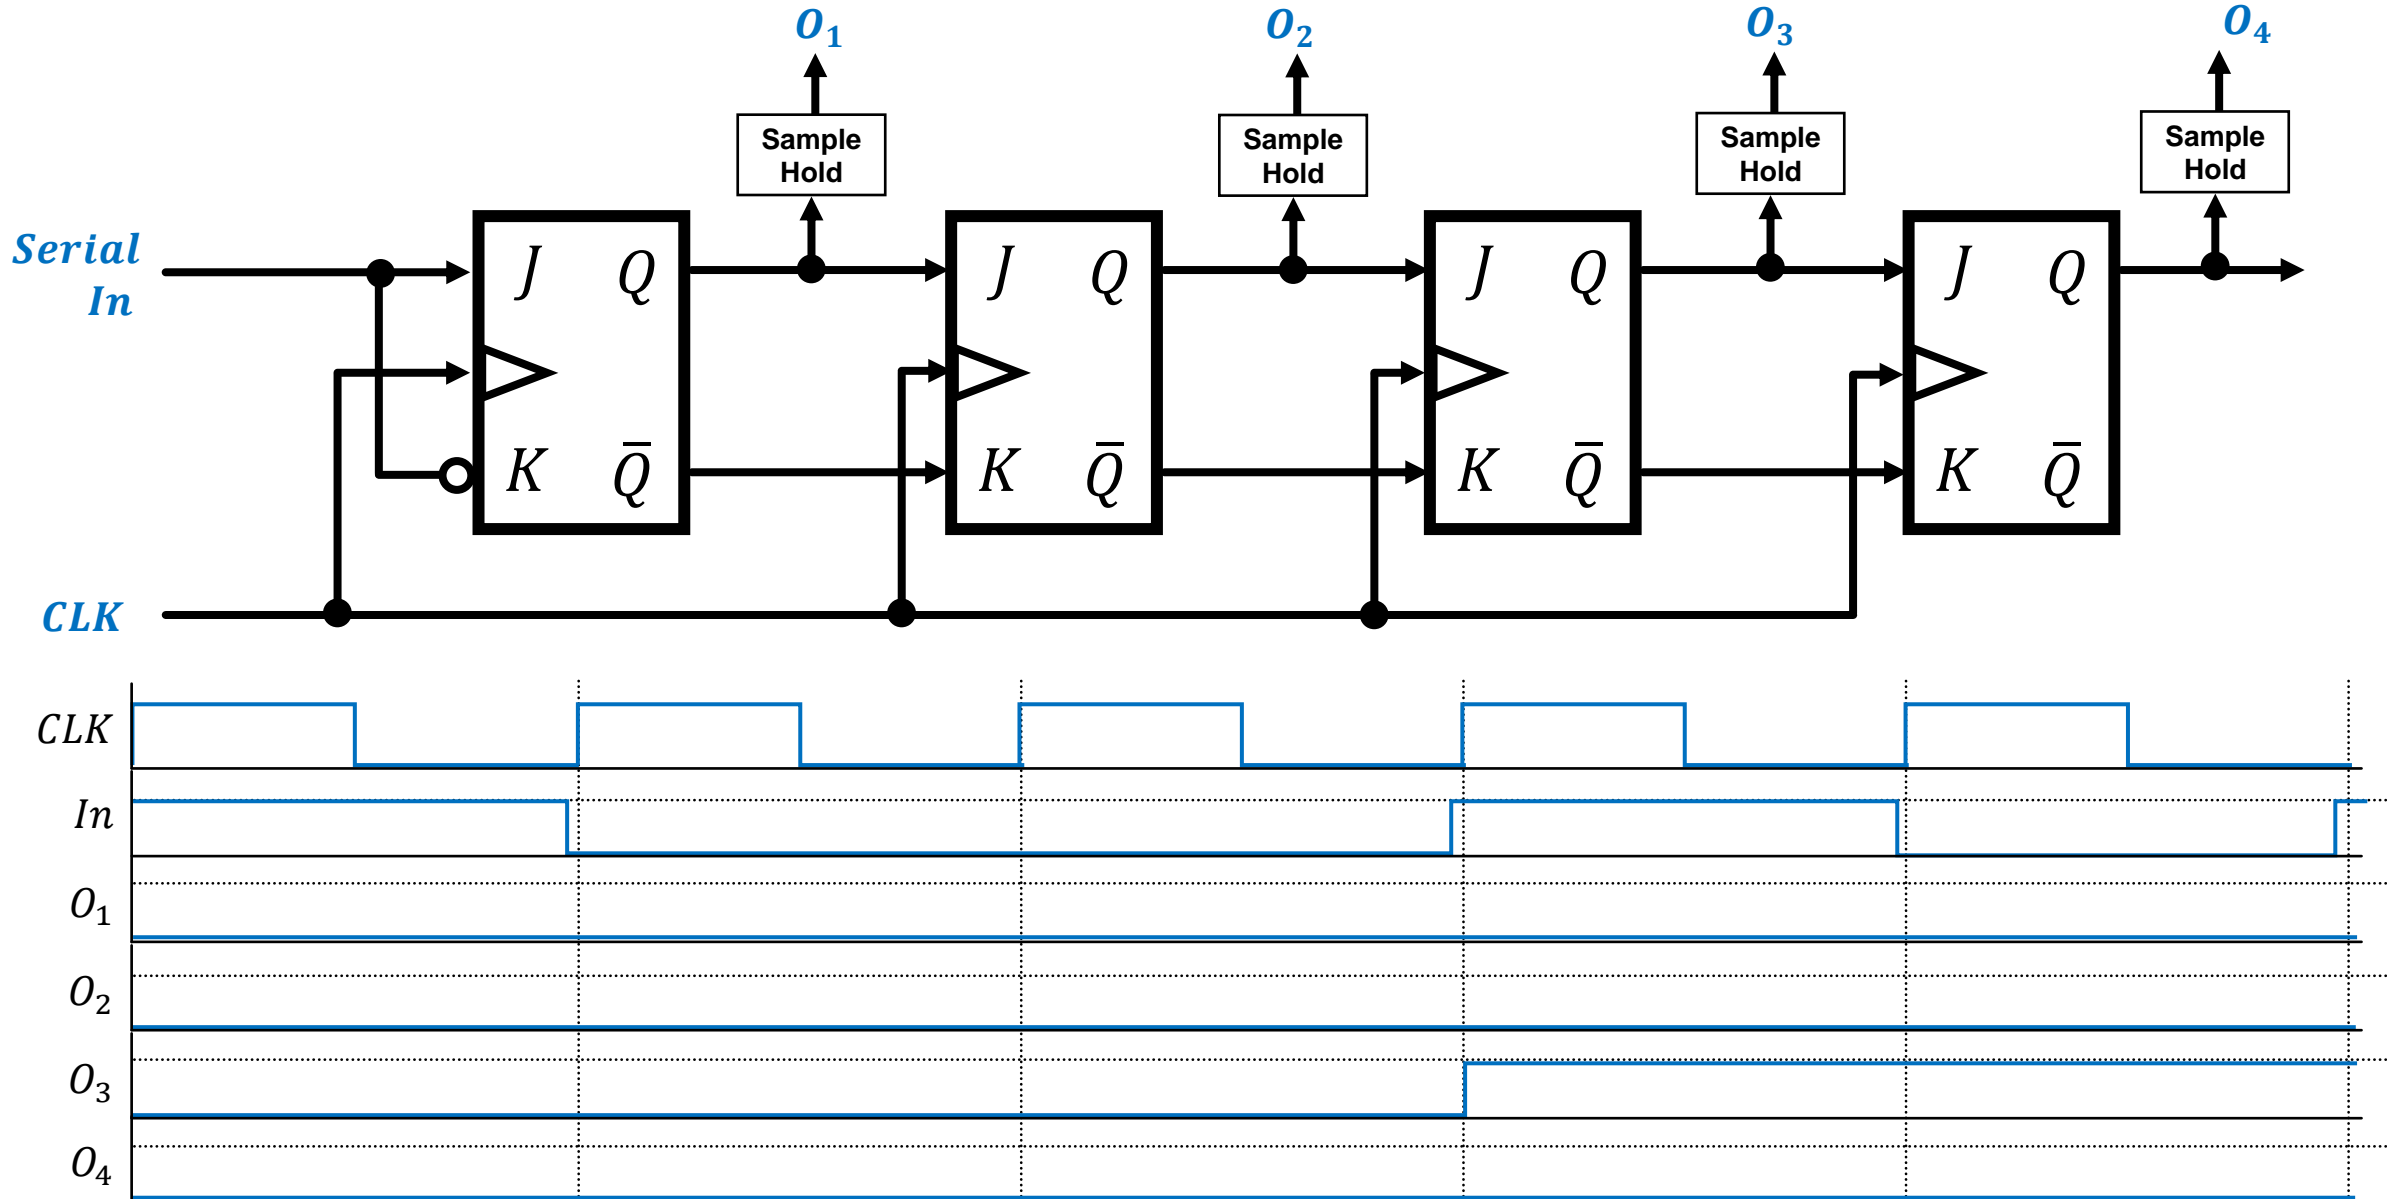 O₁ O₂ O₃ O₄
Sample Hold
Sample Hold
Sample Hold
Sample Hold
Serial In
J Q J Q J Q J Q
K Q̅ K Q̅ K Q̅ K Q̅
CLK
CLK
In
O₁
O₂
O₃
O₄